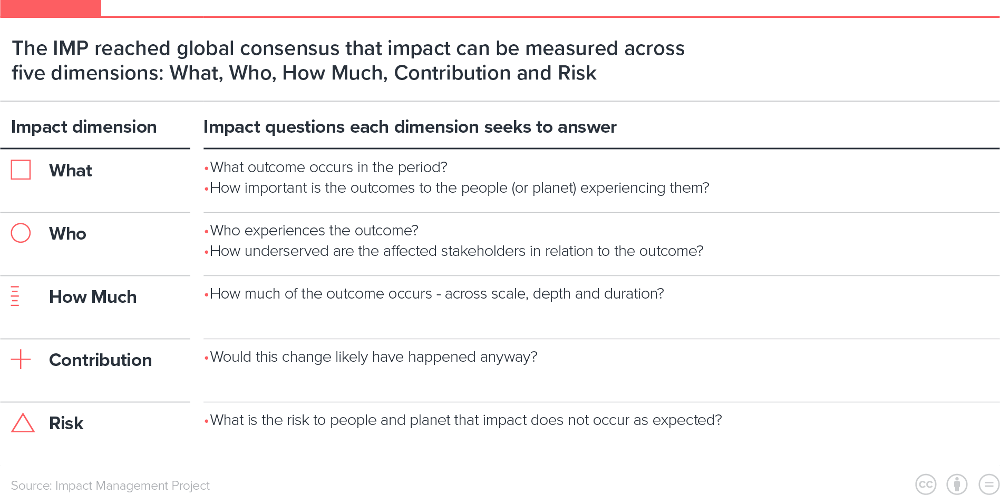 The IMP reached global consensus that impact can be measured across
five dimensions: What, Who, How Much, Contribution and Risk
Impact dimension
Impact questions each dimension seeks to answer
What
•What outcome occurs in the period?
•How important is the outcomes to the people (or planet) experiencing them?
Who
•Who experiences the outcome?
•How underserved are the affected stakeholders in relation to the outcome?
How Much
•How much of the outcome occurs - across scale, depth and duration?
Contribution
•Would this change likely have happened anyway?
Risk
•What is the risk to people and planet that impact does not occur as expected?
Source: Impact Management Project
cc